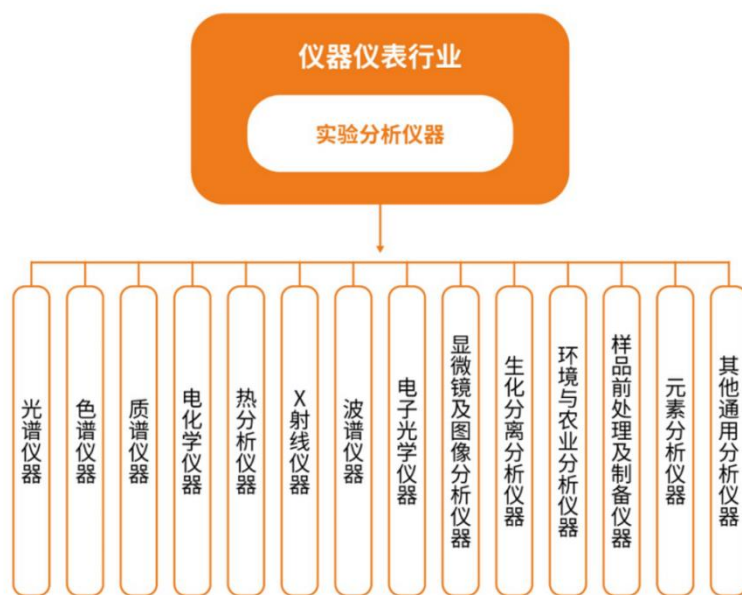 仪器仪表行业
实验分析仪器
光谱仪器
色谱仪器
质谱仪器
电化学仪器
热分析仪器
X射线仪器
波谱仪器
电子光学仪器
显微镜及图像分析仪器
生化分离分析仪器
环境与农业分析仪器
样品前处理及制备仪器
元素分析仪器
其他通用分析仪器